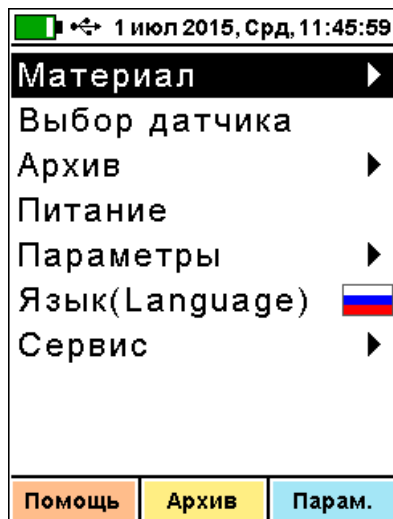 1 июл 2015, Срд, 11:45:59
Материал
Выбор датчика
Архив
Питание
Параметры
Язык(Language)
Сервис
Помощь Архив Парам.